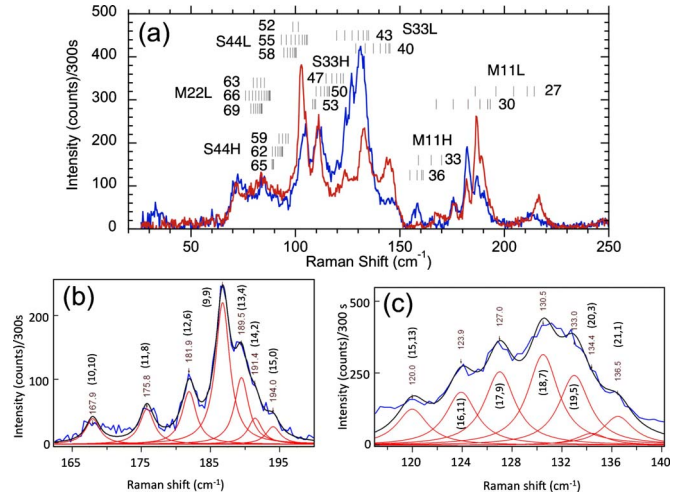 500
400
300
200
100
0
Intensity (counts)/300s
(a)
52
S44L 55
58
S33L
43
40
S33H
47
50
53
63
M22L 66
69
59
S44H 62
65
M11L
27
30
M11H
33
36
50 100 150 200 250
Raman Shift (cm-1)
(b)
200
100
0
Intensity (counts)/300s
167.9 (10,10)
175.8 (11,8)
181.9 (12,6)
(9,9)
189.5 (13,4)
191.4 (14,2)
194.0 (15,0)
165 175 185 195
Raman shift (cm-1)
(c)
500
250
0
Intensity (counts)/300 s
120.0 (15,13)
123.9
(16,11)
127.0
(17,9)
130.5
(18,7)
133.0
(19,5)
134.4 (20,3)
136.5 (21,1)
120 124 128 132 136 140
Raman shift (cm-1)